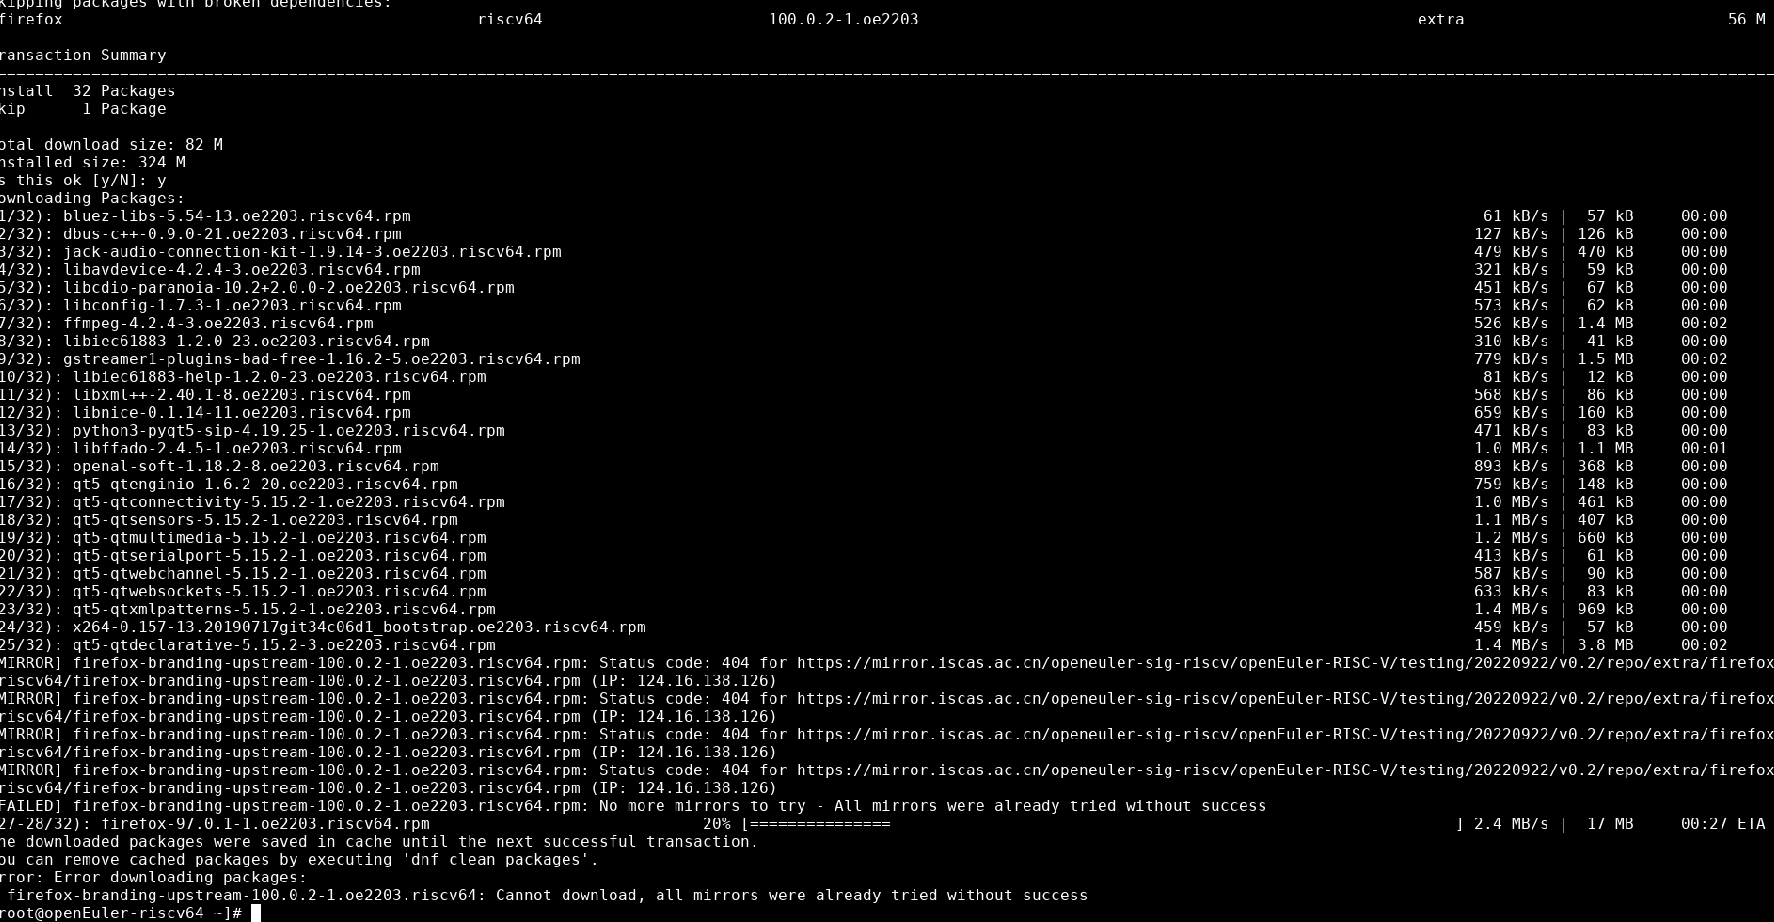 kipping packages with broken dependencies:
firefox riscv64 100.0.2-1.oe2203 extra 56 M
ransaction Summary
nstall 32 Packages
kip 1 Package
otal download size: 82 M
nstalled size: 324 M
s this ok [y/N]: y
ownloading Packages:
1/32): bluez-libs-5.54-13.oe2203.riscv64.rpm 61 kB/s | 57 kB 00:00
2/32): dbus-c++-0.9.0-21.oe2203.riscv64.rpm 127 kB/s | 126 kB 00:00
3/32): jack-audio-connection-kit-1.9.14-3.oe2203.riscv64.rpm 479 kB/s | 470 kB 00:00
4/32): libavdevice-4.2.4-3.oe2203.riscv64.rpm 321 kB/s | 59 kB 00:00
5/32): libcdio-paranoia-10.2+2.0.0-2.oe2203.riscv64.rpm 451 kB/s | 67 kB 00:00
6/32): libconfig-1.7.3-1.oe2203.riscv64.rpm 573 kB/s | 62 kB 00:00
7/32): ffmpeg-4.2.4-3.oe2203.riscv64.rpm 526 kB/s | 1.4 MB 00:02
8/32): libiec61883-1.2.0-23.oe2203.riscv64.rpm 310 kB/s | 41 kB 00:00
9/32): gstreamer1-plugins-bad-free-1.16.2-5.oe2203.riscv64.rpm 779 kB/s | 1.5 MB 00:02
10/32): libiec61883-help-1.2.0-23.oe2203.riscv64.rpm 81 kB/s | 12 kB 00:00
11/32): libxml++-2.40.1-8.oe2203.riscv64.rpm 568 kB/s | 86 kB 00:00
12/32): libnice-0.1.14-11.oe2203.riscv64.rpm 659 kB/s | 160 kB 00:00
13/32): python3-pyqt5-sip-4.19.25-1.oe2203.riscv64.rpm 471 kB/s | 83 kB 00:00
14/32): libffado-2.4.5-1.oe2203.riscv64.rpm 1.0 MB/s | 1.1 MB 00:01
15/32): openal-soft-1.18.2-8.oe2203.riscv64.rpm 893 kB/s | 368 kB 00:00
16/32): qt5-qtenginio-1.6.2-20.oe2203.riscv64.rpm 759 kB/s | 148 kB 00:00
17/32): qt5-qtconnectivity-5.15.2-1.oe2203.riscv64.rpm 1.0 MB/s | 461 kB 00:00
18/32): qt5-qtsensors-5.15.2-1.oe2203.riscv64.rpm 1.1 MB/s | 407 kB 00:00
19/32): qt5-qtmultimedia-5.15.2-1.oe2203.riscv64.rpm 1.2 MB/s | 660 kB 00:00
20/32): qt5-qtserialport-5.15.2-1.oe2203.riscv64.rpm 413 kB/s | 61 kB 00:00
21/32): qt5-qtwebchannel-5.15.2-1.oe2203.riscv64.rpm 587 kB/s | 90 kB 00:00
22/32): qt5-qtwebsockets-5.15.2-1.oe2203.riscv64.rpm 633 kB/s | 83 kB 00:00
23/32): qt5-qtxmlpatterns-5.15.2-1.oe2203.riscv64.rpm 1.4 MB/s | 969 kB 00:00
24/32): x264-0.157-13.20190717git34c06d1_bootstrap.oe2203.riscv64.rpm 459 kB/s | 57 kB 00:00
25/32): qt5-qtdeclarative-5.15.2-3.oe2203.riscv64.rpm 1.4 MB/s | 3.8 MB 00:02
MIRROR] firefox-branding-upstream-100.0.2-1.oe2203.riscv64.rpm: Status code: 404 for https://mirror.iscas.ac.cn/openeuler-sig-riscv/openEuler-RISC-V/testing/20220922/v0.2/repo/extra/firefox
riscv64/firefox-branding-upstream-100.0.2-1.oe2203.riscv64.rpm (IP: 124.16.138.126)
MIRROR] firefox-branding-upstream-100.0.2-1.oe2203.riscv64.rpm: Status code: 404 for https://mirror.iscas.ac.cn/openeuler-sig-riscv/openEuler-RISC-V/testing/20220922/v0.2/repo/extra/firefox
riscv64/firefox-branding-upstream-100.0.2-1.oe2203.riscv64.rpm (IP: 124.16.138.126)
MIRROR] firefox-branding-upstream-100.0.2-1.oe2203.riscv64.rpm: Status code: 404 for https://mirror.iscas.ac.cn/openeuler-sig-riscv/openEuler-RISC-V/testing/20220922/v0.2/repo/extra/firefox
riscv64/firefox-branding-upstream-100.0.2-1.oe2203.riscv64.rpm (IP: 124.16.138.126)
MIRROR] firefox-branding-upstream-100.0.2-1.oe2203.riscv64.rpm: Status code: 404 for https://mirror.iscas.ac.cn/openeuler-sig-riscv/openEuler-RISC-V/testing/20220922/v0.2/repo/extra/firefox
riscv64/firefox-branding-upstream-100.0.2-1.oe2203.riscv64.rpm (IP: 124.16.138.126)
FAILED] firefox-branding-upstream-100.0.2-1.oe2203.riscv64.rpm: No more mirrors to try - All mirrors were already tried without success
27-28/32): firefox-97.0.1-1.oe2203.riscv64.rpm 20% [=============== ] 2.4 MB/s | 17 MB 00:27 ETA
he downloaded packages were saved in cache until the next successful transaction.
ou can remove cached packages by executing 'dnf clean packages'.
rror: Error downloading packages:
firefox-branding-upstream-100.0.2-1.oe2203.riscv64: Cannot download, all mirrors were already tried without success
root@openEuler-riscv64 ~]#